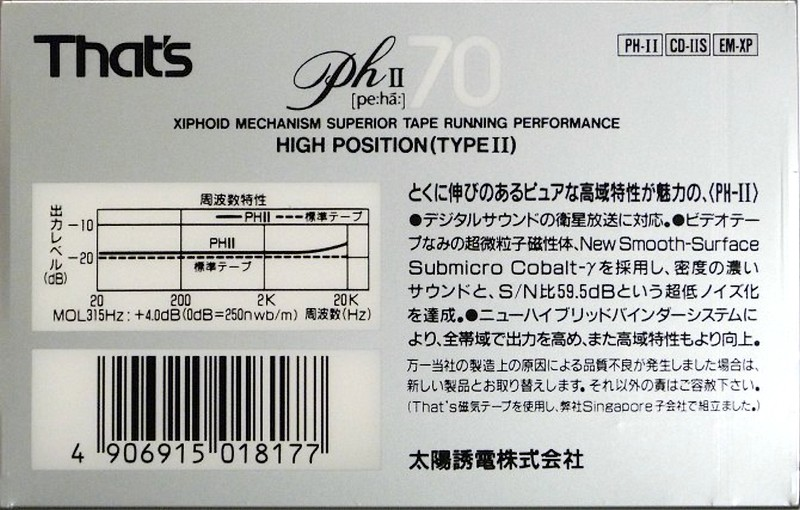 That's
Ph II 70
[pe:hã:]
PH-II CD-IIS EM-XP
XIPHOID MECHANISM SUPERIOR TAPE RUNNING PERFORMANCE
HIGH POSITION(TYPE II)
周波数特性
PHII 標準テープ
出力レベル(dB)
-10
PHII
-20
標準テープ
20 200 2K 20K
MOL315Hz:+4.0dB(0dB=250nwb/m) 周波数(Hz)
4 906915 018177
とくに伸びのあるピュアな高域特性が魅力の、〈PH-II〉
●デジタルサウンドの衛星放送に対応。●ビデオテー
プなみの超微粒子磁性体、New Smooth-Surface
Submicro Cobalt-γを採用し、密度の濃い
サウンドと、S/N比59.5dBという超低ノイズ化
を達成。●ニューハイブリッドバインダーシステムに
より、全帯域で出力を高め、また高域特性もより向上。
万一当社の製造上の原因による品質不良が発生しました場合は、
新しい製品とお取り替えします。それ以外の責はご容赦下さい。
(That's磁気テープを使用し、弊社Singapore子会社で組立ました。)
太陽誘電株式会社